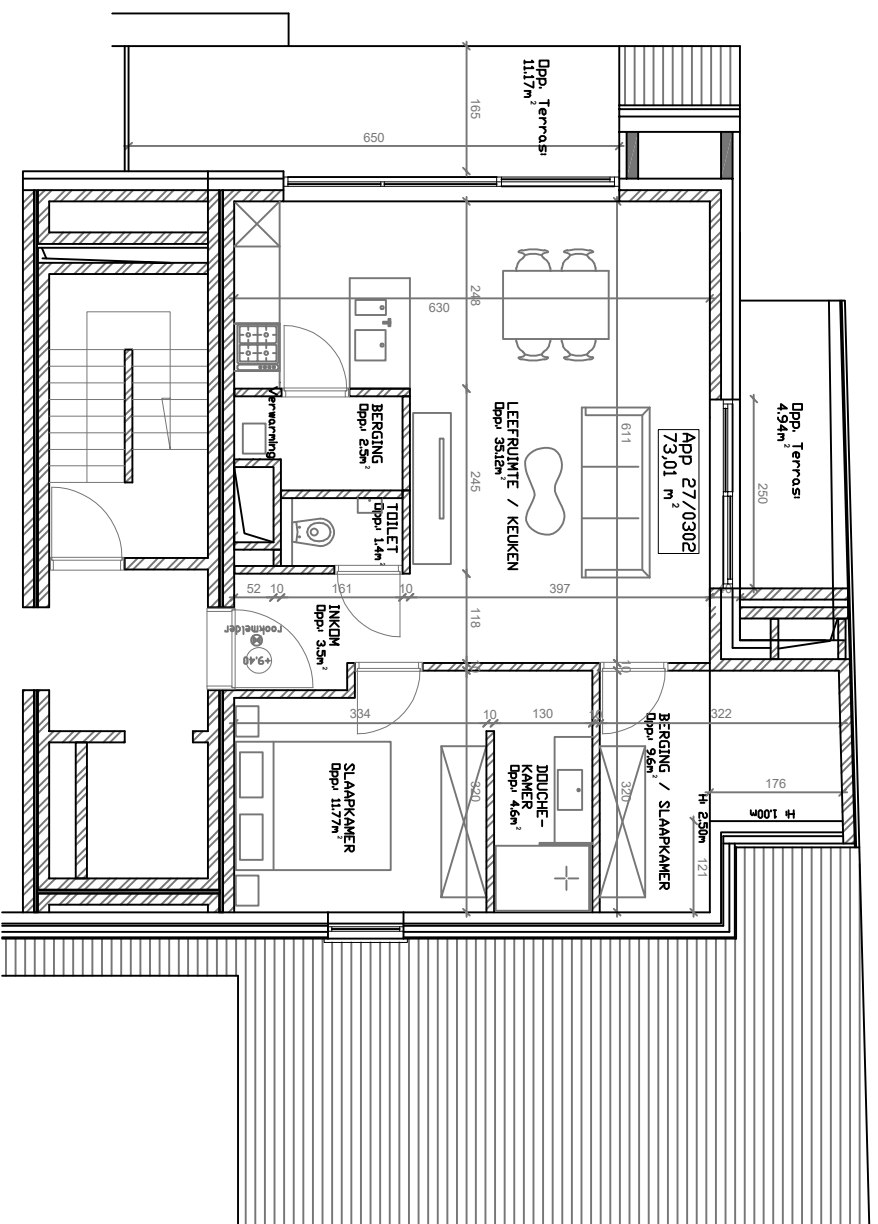 Opp. Terras:
11.17m²
165
650
248
630
Opp. Terras:
4.94m²
250
App 27/0302
73,01 m²
611
LEEFRUIMTE / KEUKEN
Opp.: 35.12m²
Verwarming
BERGING
Opp.: 2.5m²
245
TOILET
Opp.: 1.4m²
52
10
161
10
397
118
INKOM
Opp.: 3.5m²
rookmelder
+9.40
10
334
10
130
10
322
BERGING / SLAAPKAMER
Opp.: 9.6m²
176
H: 2.50m
H: 1.00m
121
SLAAPKAMER
Opp.: 11.77m²
320
DOUCHE-
KAMER
Opp.: 4.6m²
320